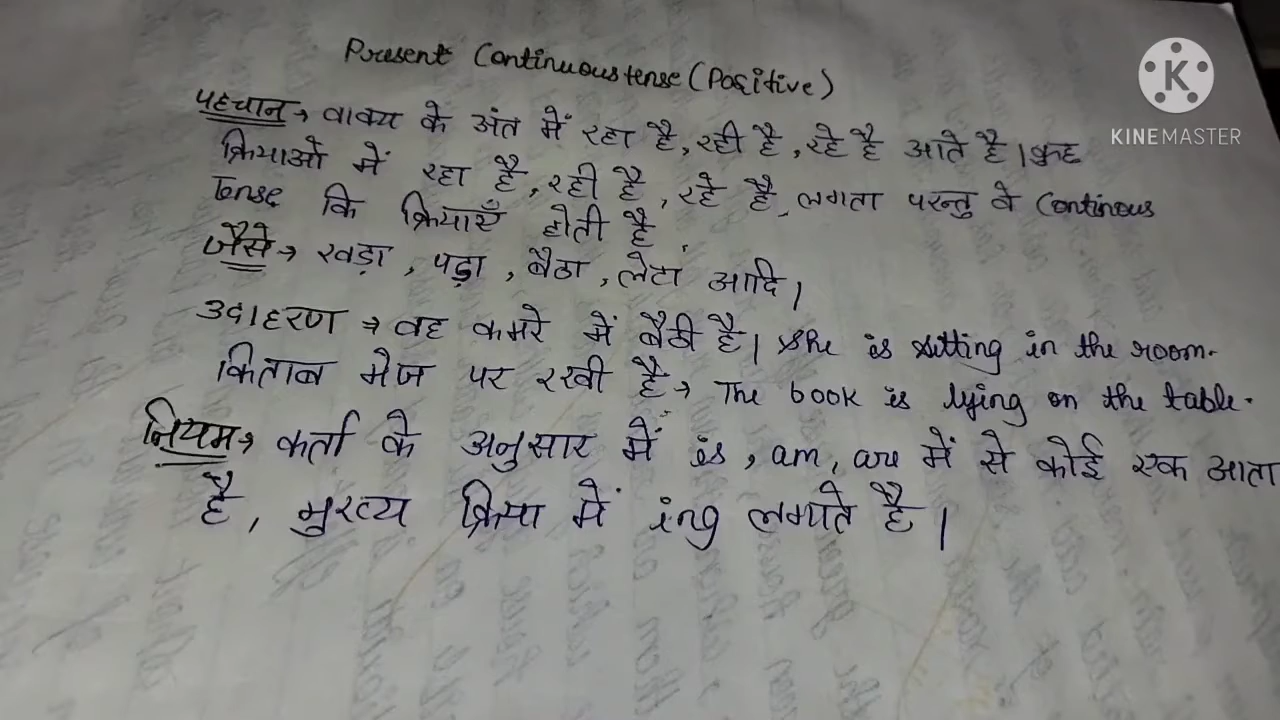 Present Continuous tense (Positive)
पहचान → वाक्य के अंत में रहा है, रही है, रहे है आते है। कुछ
क्रियाओ में रहा है, रही है, रहे है, लगता परन्तु वे Continous
Tense कि क्रियाएँ होती है,
जैसे → खड़ा, पड़ा, बैठा, लेटा आदि।
उदाहरण → वह कमरे में बैठी है। She is sitting in the room.
किताब मेज पर रखी है → The book is lying on the table.
नियम → कर्ता के अनुसार में is, am, are में से कोई एक आता
है, मुख्य क्रिया में ing लगाते है।
K
KINEMASTER